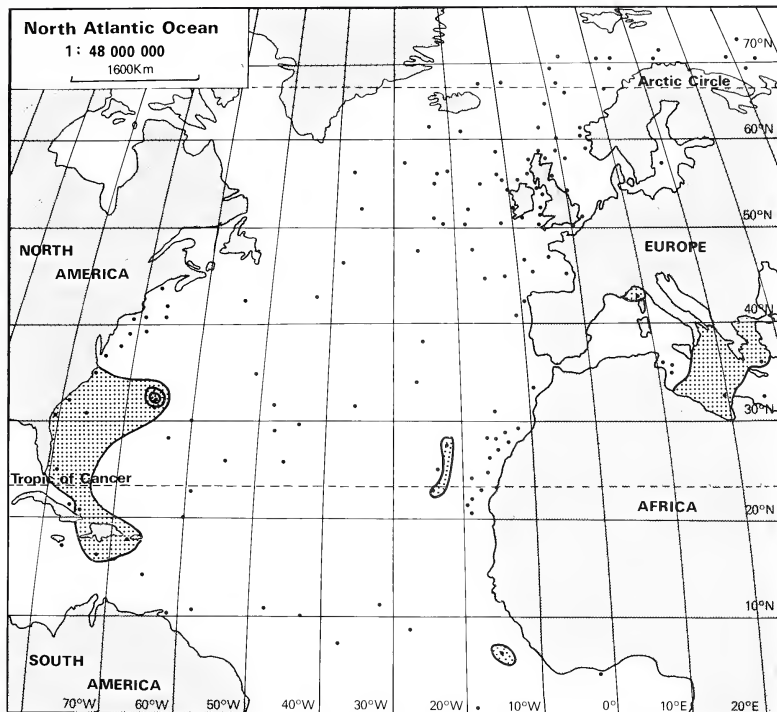 North Atlantic Ocean
1: 48 000 000
1600Km
70°N
Arctic Circle
60°N
50°N
NORTH
AMERICA
EUROPE
40°N
30°N
Tropic of Cancer
AFRICA
20°N
10°N
SOUTH
AMERICA
70°W 60°W 50°W 40°W 30°W 20°W 10°W 0° 10°E 20°E